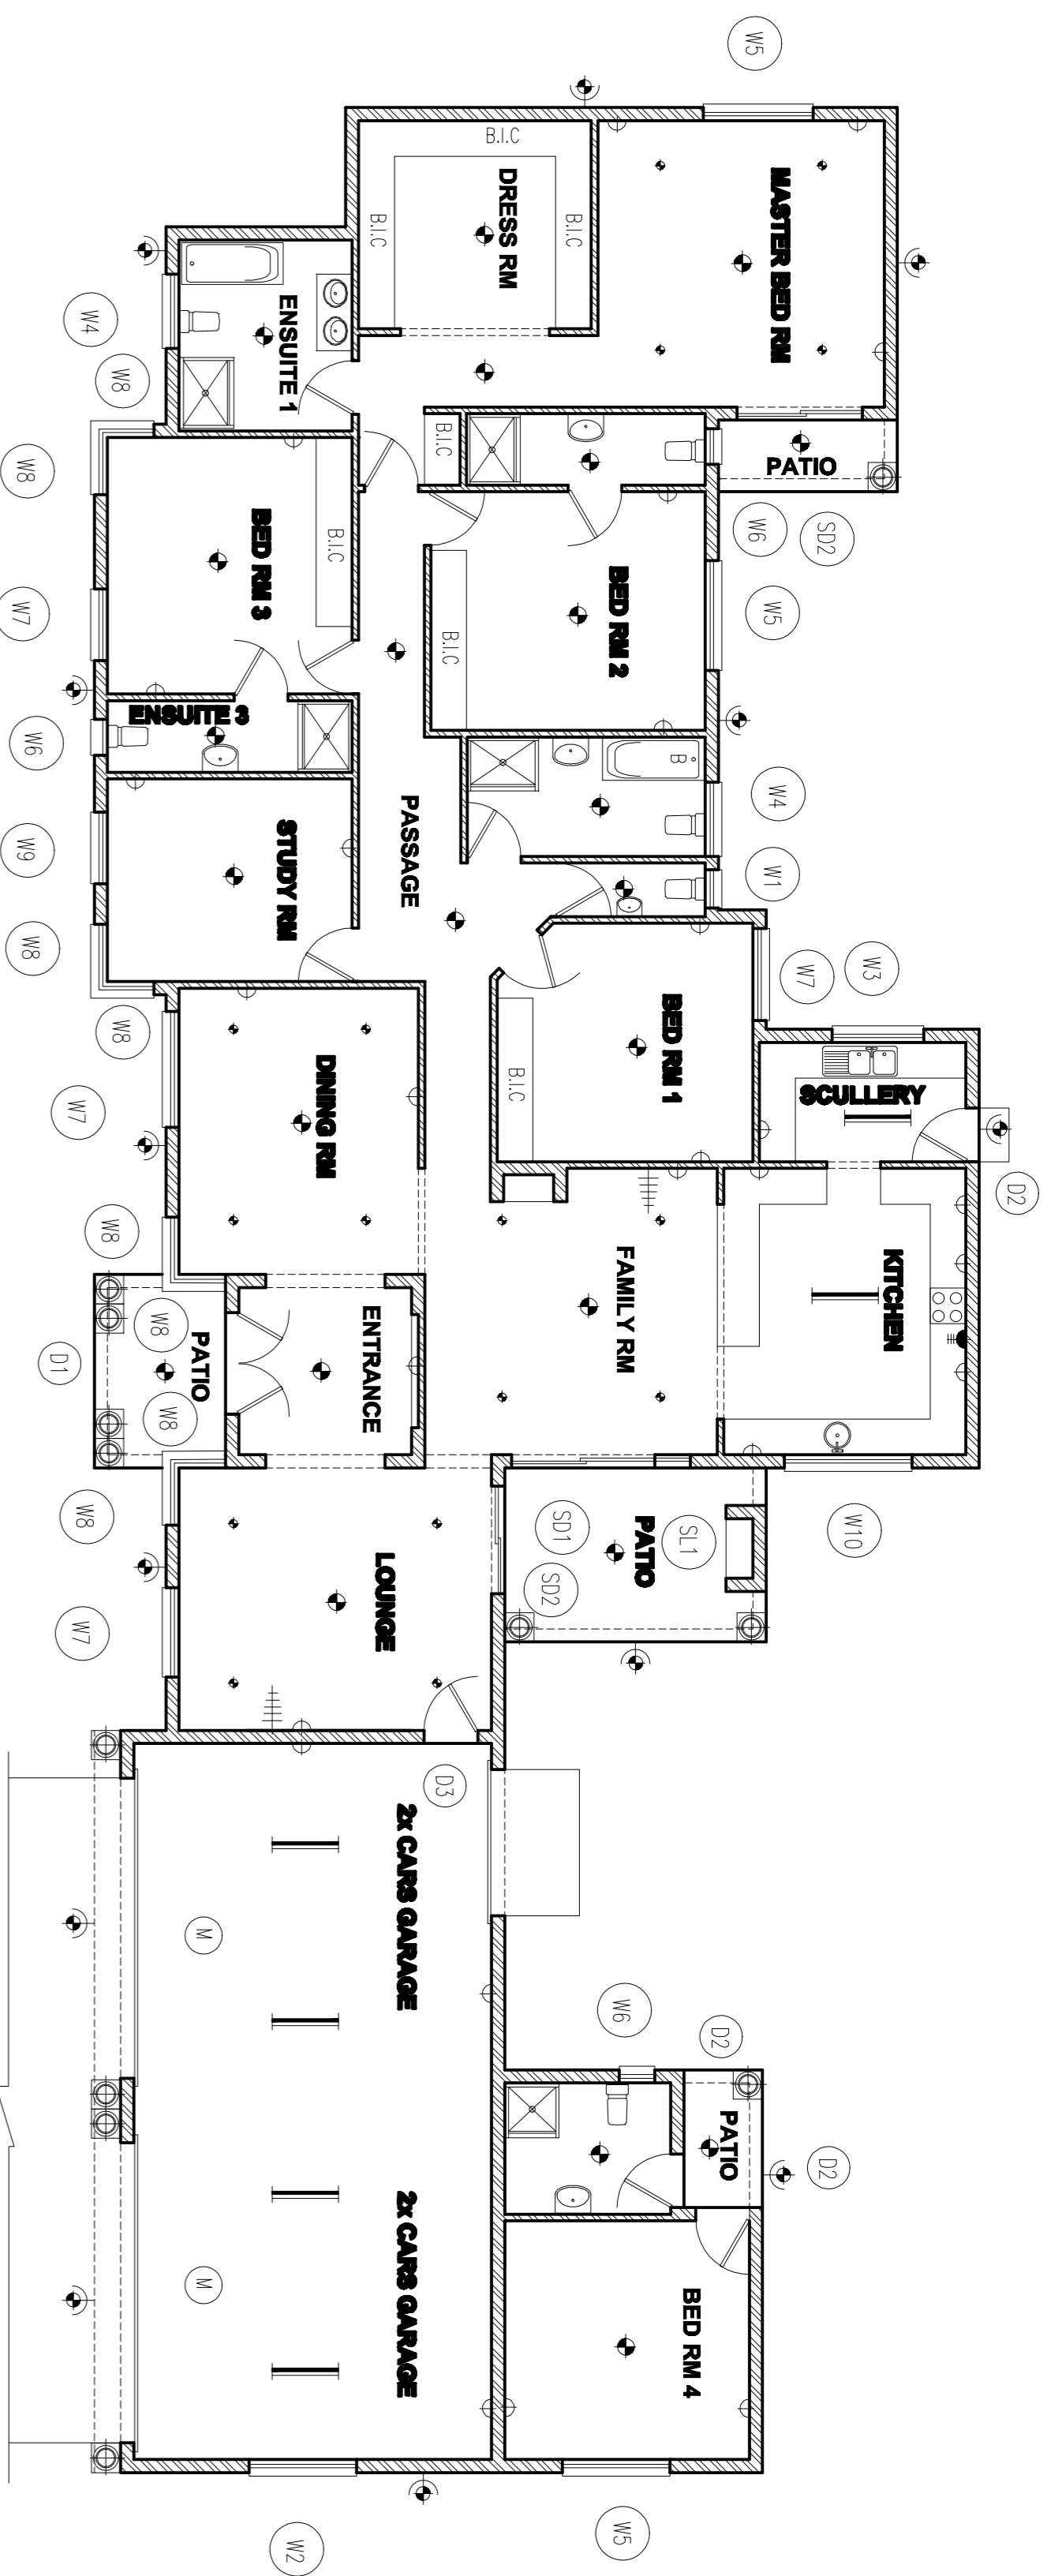 W5
B.I.C
DRESS RM
B.I.C
B.I.C
MASTER BED RM
W4
W8
ENSUITE 1
B.I.C
PATIO
W8
BED RM 3
B.I.C
W6
SD2
W7
BED RM 2
B.I.C
W5
ENSUITE 3
W6
B
W4
W9
STUDY RM
PASSAGE
W1
W8
W8
BED RM 1
B.I.C
W7
W3
W7
DINING RM
SCULLERY
D2
W8
W8
PATIO
W8
D1
ENTRANCE
FAMILY RM
KITCHEN
W8
W7
LOUNGE
SD1
SD2
PATIO
SL1
W10
D3
2x CARS GARAGE
M
W6
D2
PATIO
D2
2x CARS GARAGE
M
BED RM 4
W2
W5